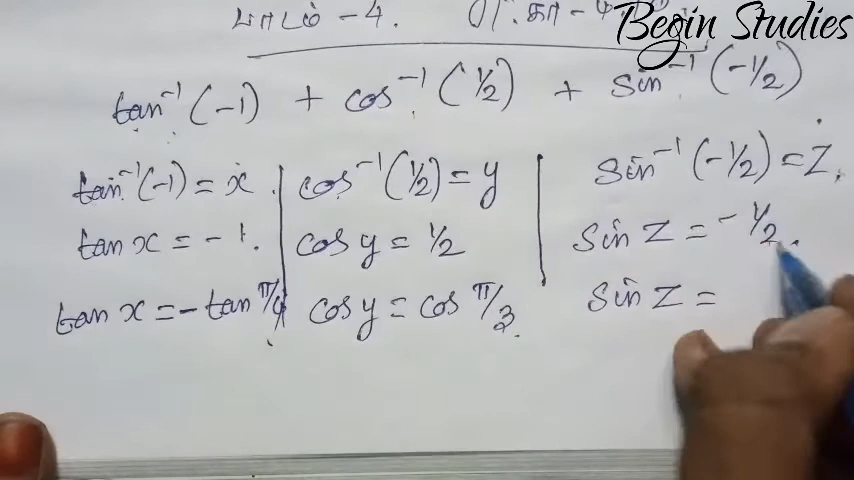 பாடம் - 4.
Begin Studies
tan⁻¹ (-1) + cos⁻¹ (1/2) + sin⁻¹ (-1/2)
tan⁻¹(-1) = x. cos⁻¹(1/2) = y sin⁻¹ (-1/2) = Z.
tan x = - 1. cos y = 1/2 sin Z = - 1/2.
tan x = - tan π/4 cos y = cos π/3. sin Z =